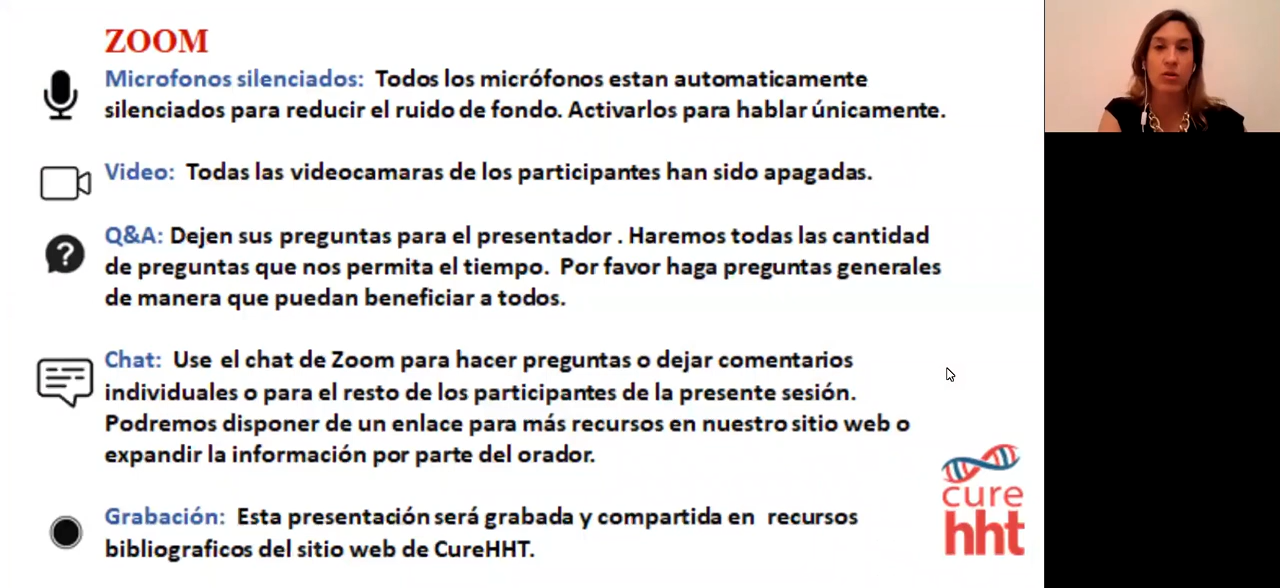 ZOOM
Microfonos silenciados: Todos los micrófonos estan automaticamente
silenciados para reducir el ruido de fondo. Activarlos para hablar únicamente.
Video: Todas las videocamaras de los participantes han sido apagadas.
Q&A: Dejen sus preguntas para el presentador . Haremos todas las cantidad
de preguntas que nos permita el tiempo. Por favor haga preguntas generales
de manera que puedan beneficiar a todos.
Chat: Use el chat de Zoom para hacer preguntas o dejar comentarios
individuales o para el resto de los participantes de la presente sesión.
Podremos disponer de un enlace para más recursos en nuestro sitio web o
expandir la información por parte del orador.
Grabación: Esta presentación será grabada y compartida en recursos
bibliograficos del sitio web de CureHHT.
cure
hht